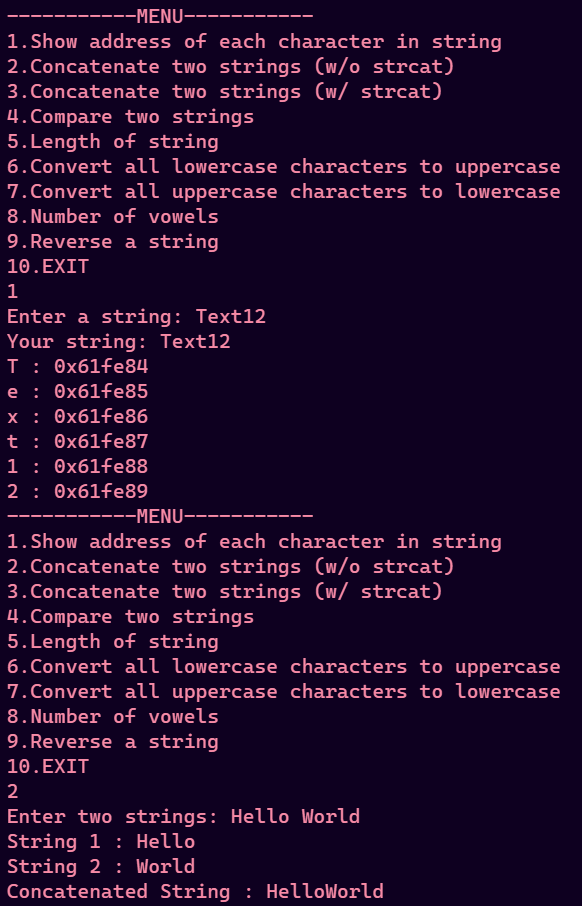 -----------MENU-----------
1.Show address of each character in string
2.Concatenate two strings (w/o strcat)
3.Concatenate two strings (w/ strcat)
4.Compare two strings
5.Length of string
6.Convert all lowercase characters to uppercase
7.Convert all uppercase characters to lowercase
8.Number of vowels
9.Reverse a string
10.EXIT
1
Enter a string: Text12
Your string: Text12
T : 0x61fe84
e : 0x61fe85
x : 0x61fe86
t : 0x61fe87
1 : 0x61fe88
2 : 0x61fe89
-----------MENU-----------
1.Show address of each character in string
2.Concatenate two strings (w/o strcat)
3.Concatenate two strings (w/ strcat)
4.Compare two strings
5.Length of string
6.Convert all lowercase characters to uppercase
7.Convert all uppercase characters to lowercase
8.Number of vowels
9.Reverse a string
10.EXIT
2
Enter two strings: Hello World
String 1 : Hello
String 2 : World
Concatenated String : HelloWorld